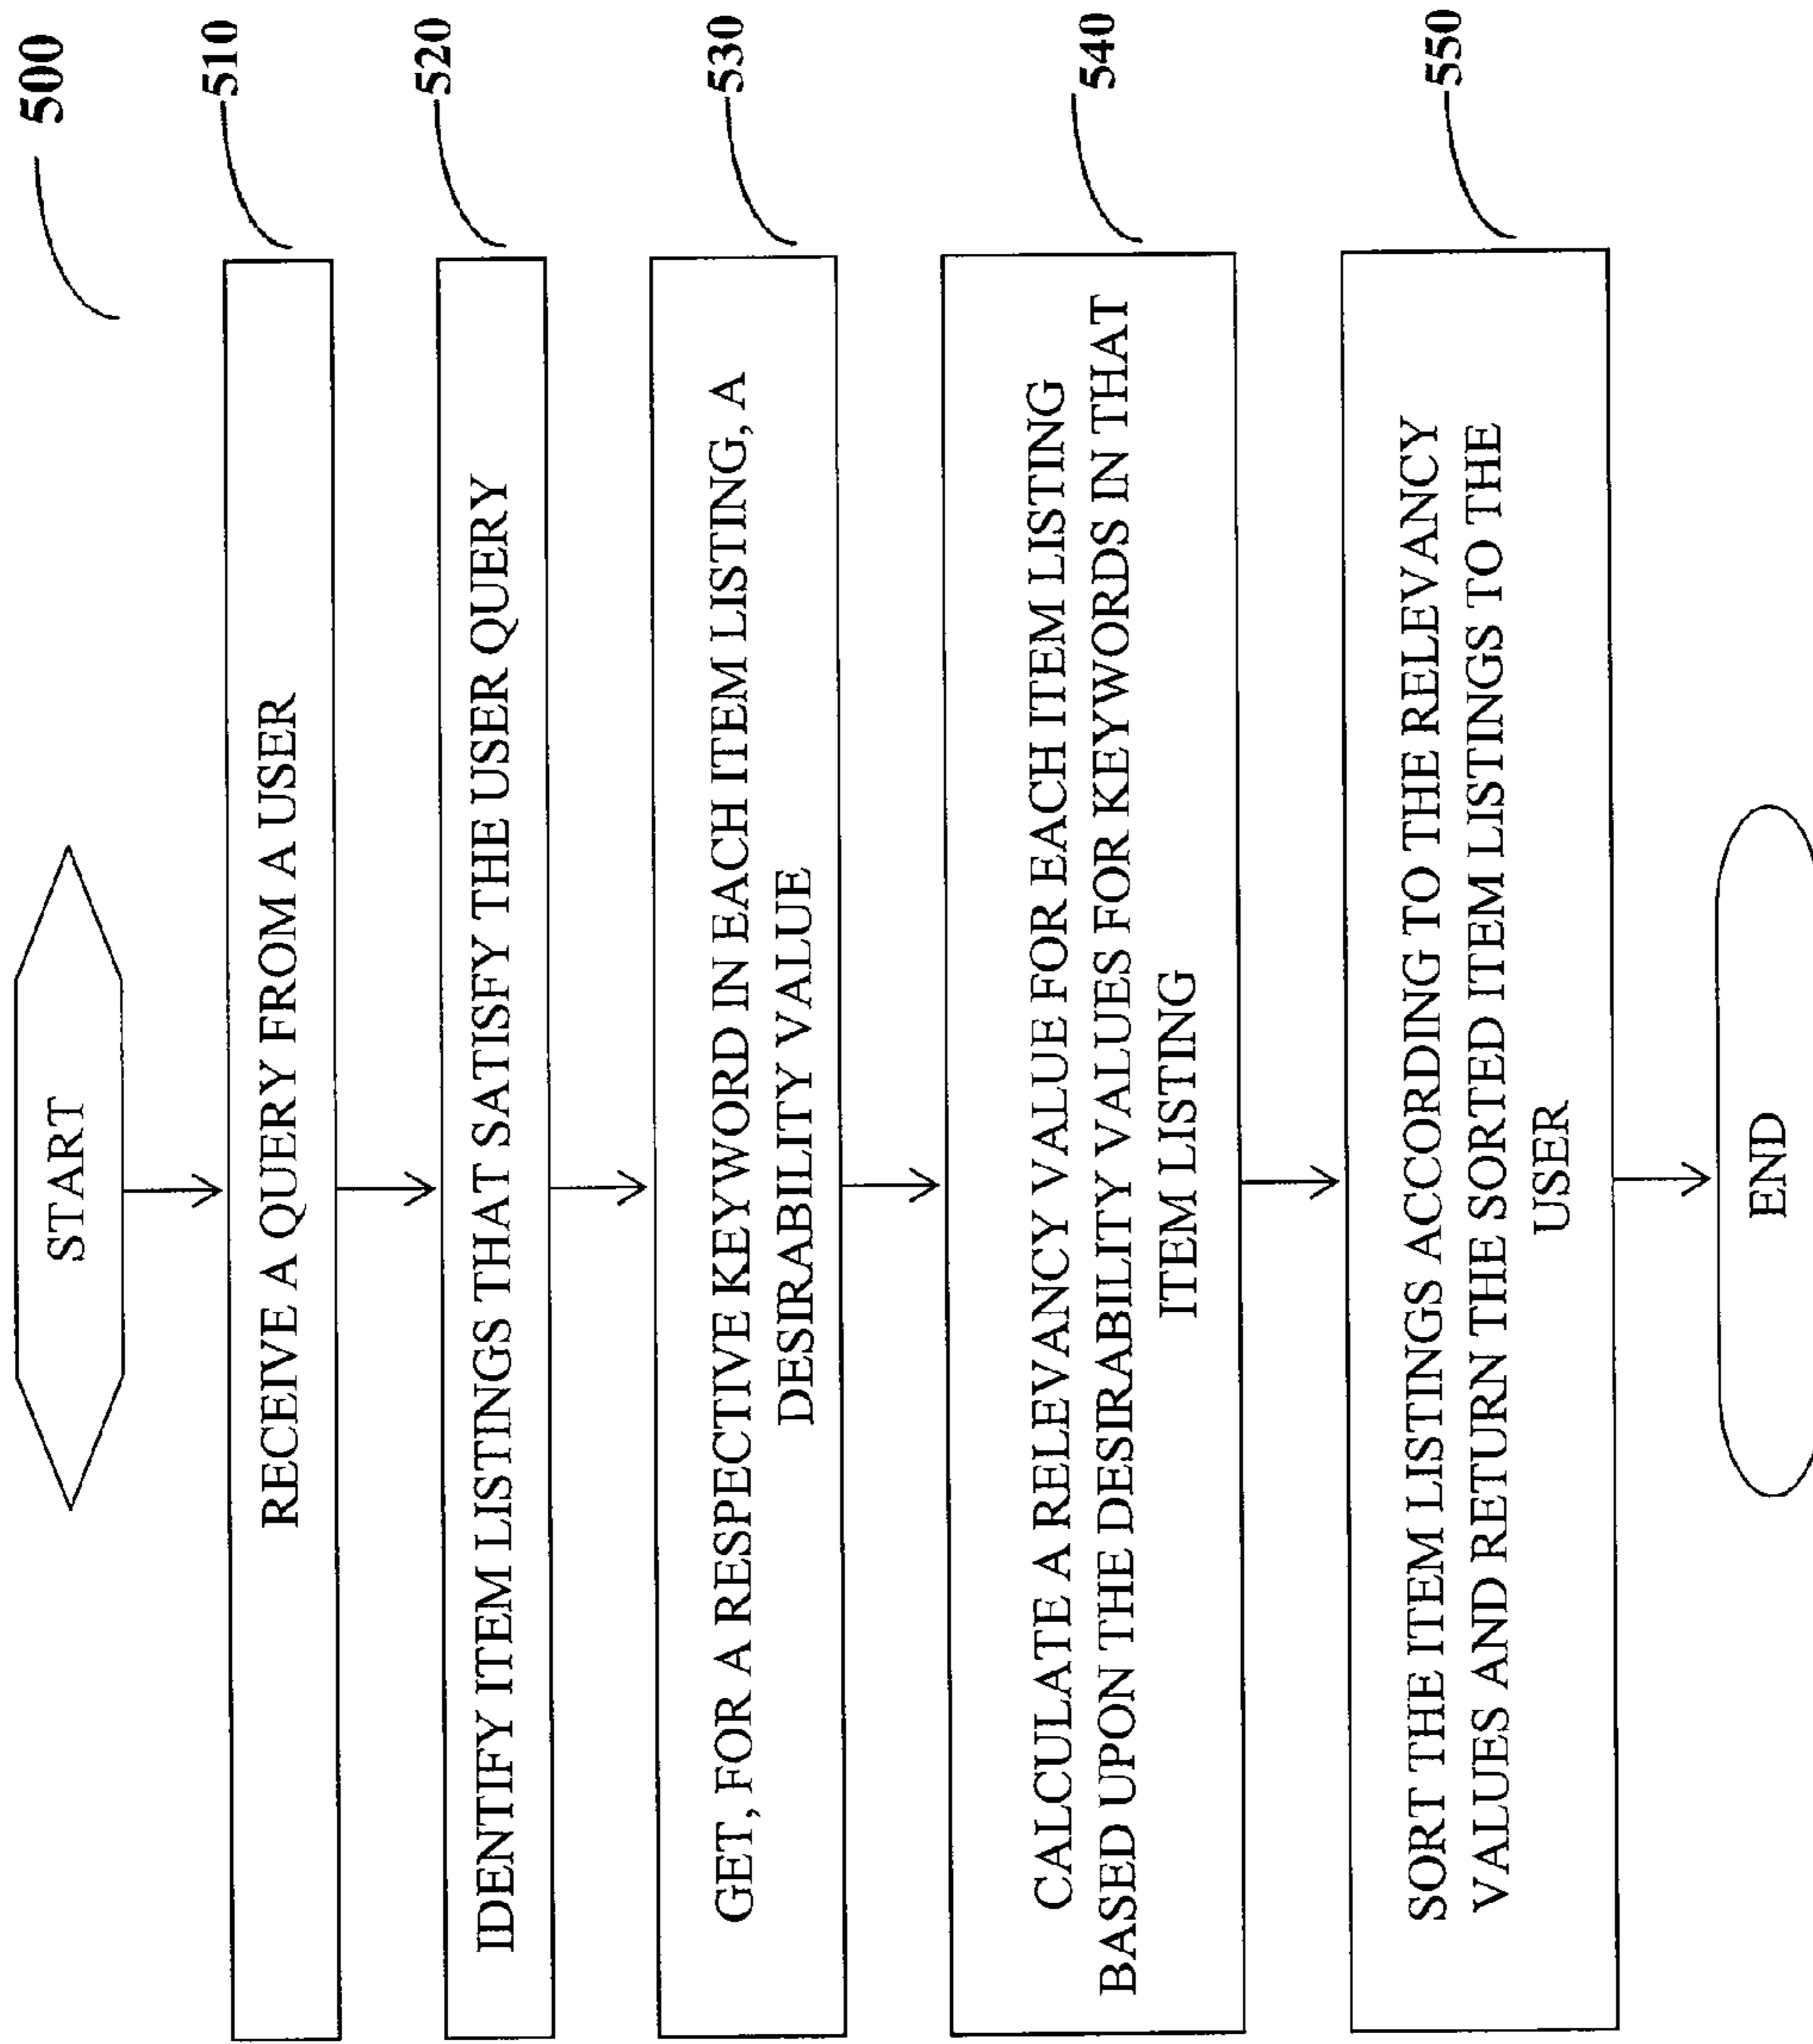 500
START
510
RECEIVE A QUERY FROM A USER
520
IDENTIFY ITEM LISTINGS THAT SATISFY THE USER QUERY
530
GET, FOR A RESPECTIVE KEYWORD IN EACH ITEM LISTING, A
DESIRABILITY VALUE
540
CALCULATE A RELEVANCY VALUE FOR EACH ITEM LISTING
BASED UPON THE DESIRABILITY VALUES FOR KEYWORDS IN THAT
ITEM LISTING
550
SORT THE ITEM LISTINGS ACCORDING TO THE RELEVANCY
VALUES AND RETURN THE SORTED ITEM LISTINGS TO THE
USER
END